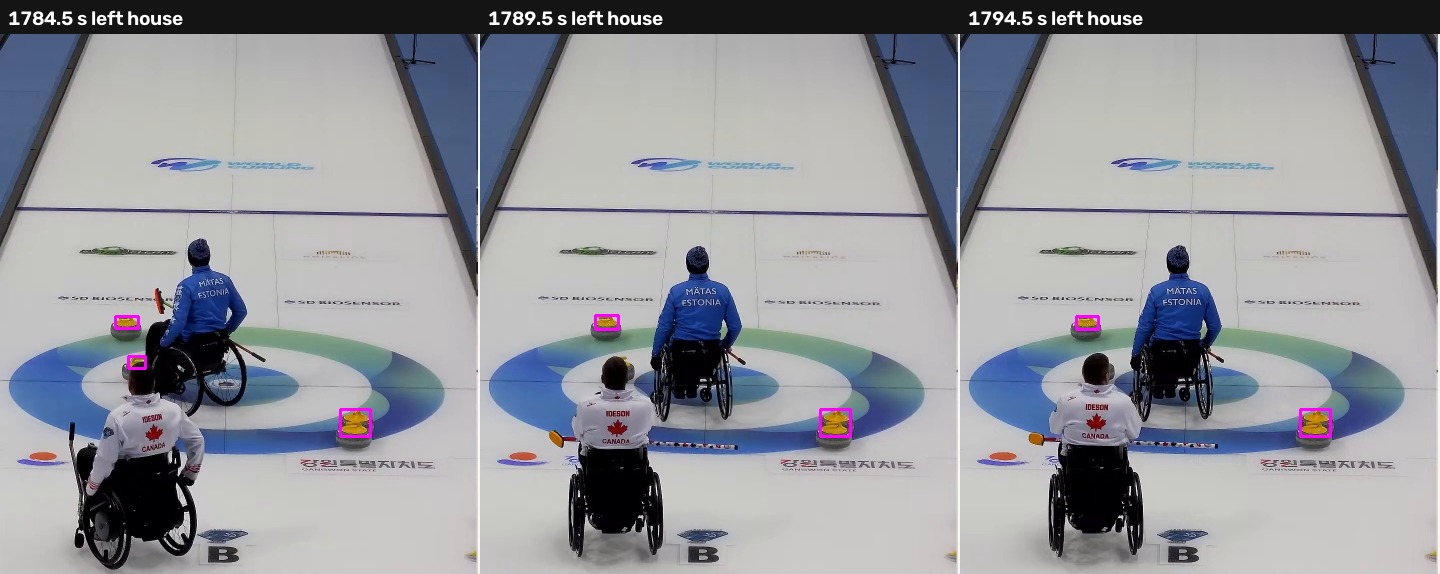 1784.5 s left house
WORLD
CURLING
SD BIOSENSOR
SD BIOSENSOR
MÄTAS
ESTONIA
IDESON
CANADA
강원특별자치도
GANGWON STATE
B
1789.5 s left house
WORLD
CURLING
SD BIOSENSOR
SD BIOSENSOR
MÄTAS
ESTONIA
IDESON
CANADA
강원특별자치도
GANGWON STATE
B
1794.5 s left house
WORLD
CURLING
SD BIOSENSOR
SD BIOSENSOR
MÄTAS
ESTONIA
IDESON
CANADA
강원특별자치도
GANGWON STATE
B